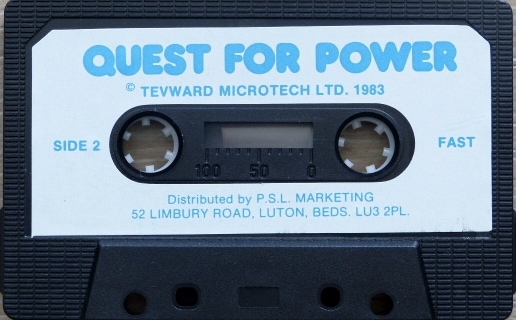 QUEST FOR POWER
© TEVWARD MICROTECH LTD. 1983
SIDE 2
FAST
100 50 0
Distributed by P.S.L. MARKETING
52 LIMBURY ROAD, LUTON, BEDS. LU3 2PL.